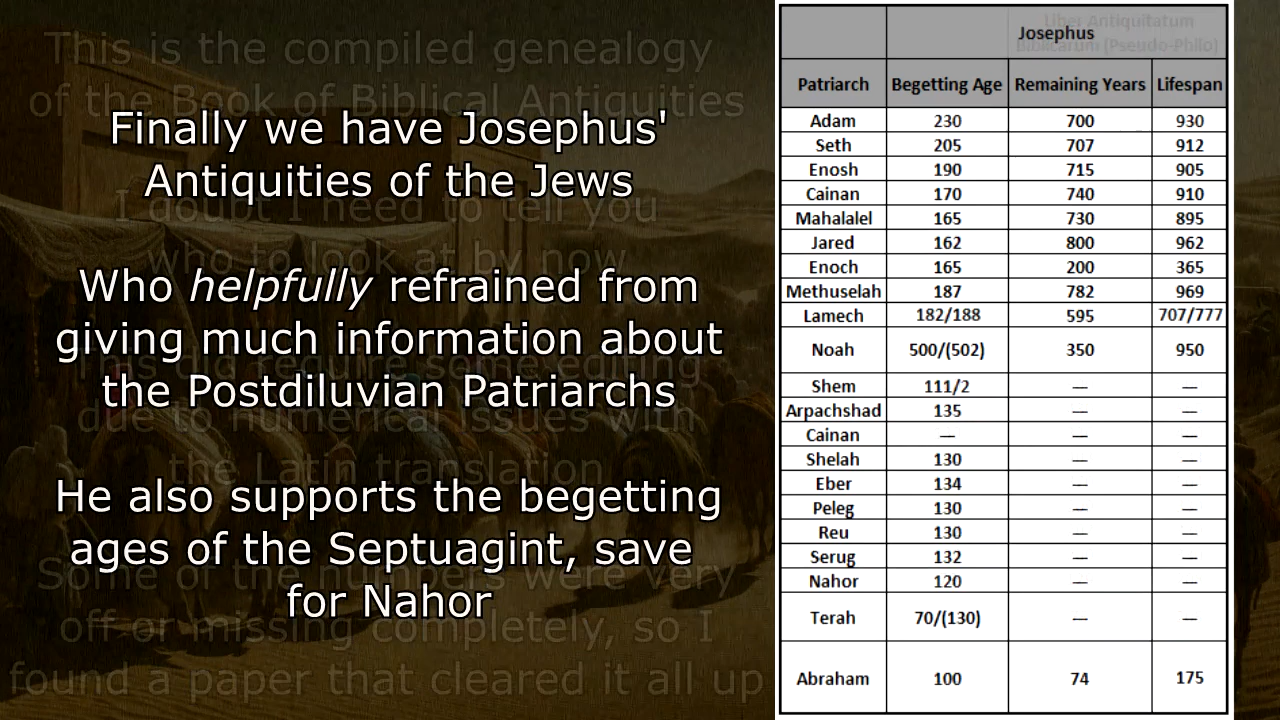 This is the compiled genealogy
of the Book of Biblical Antiquities
Finally we have Josephus'
Antiquities of the Jews
I doubt I need to tell you
who to look at by now
Who helpfully refrained from
giving much information about
the Postdiluvian Patriarchs
due to numerical issues with
the Latin translation
He also supports the begetting
ages of the Septuagint, save
for Nahor
Some of the numbers were very
off or missing completely, so I
found a paper that cleared it all up
Liber Antiquitatum
Biblicarum (Pseudo-Philo)
Josephus
Patriarch Begetting Age Remaining Years Lifespan
Adam 230 700 930
Seth 205 707 912
Enosh 190 715 905
Cainan 170 740 910
Mahalalel 165 730 895
Jared 162 800 962
Enoch 165 200 365
Methuselah 187 782 969
Lamech 182/188 595 707/777
Noah 500/(502) 350 950
Shem 111/2 — —
Arpachshad 135 — —
Cainan — — —
Shelah 130 — —
Eber 134 — —
Peleg 130 — —
Reu 130 — —
Serug 132 — —
Nahor 120 — —
Terah 70/(130) — —
Abraham 100 74 175